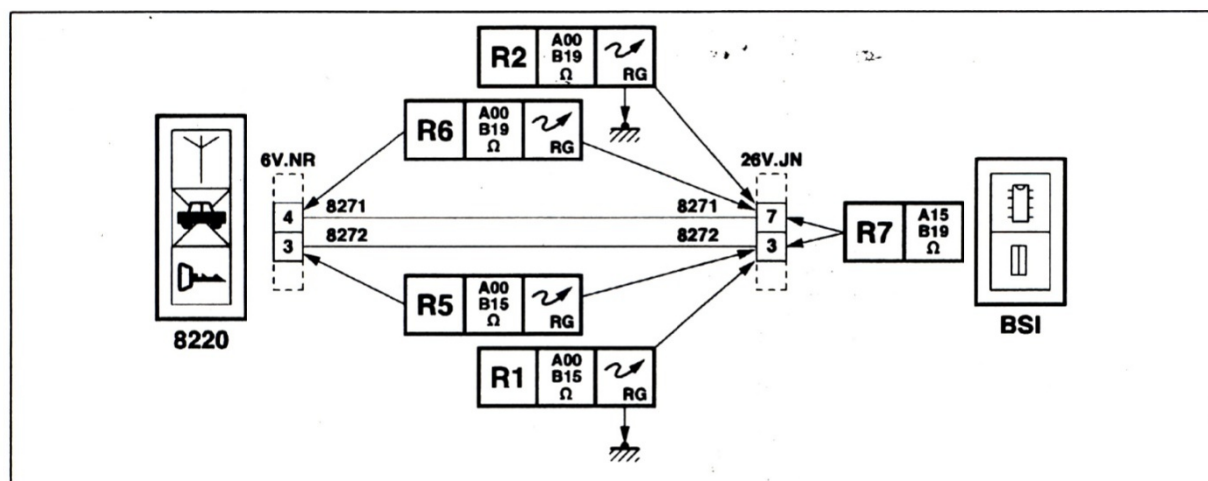 R2
A00
B19
Ω
RG
R6
A00
B19
Ω
RG
6V.NR
26V.JN
4
8271
8271
7
3
8272
8272
3
R7
A15
B19
Ω
R5
A00
B15
Ω
RG
8220
BSI
R1
A00
B15
Ω
RG